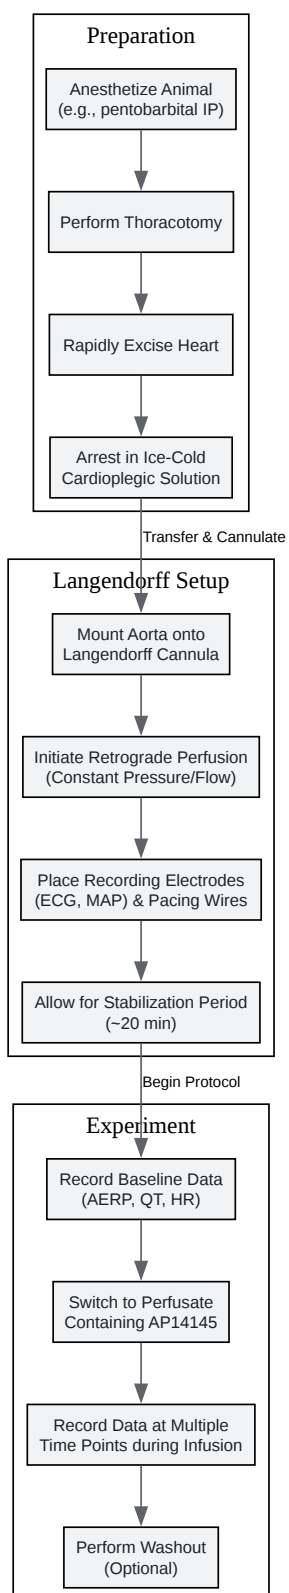 Preparation
Anesthetize Animal
(e.g., pentobarbital IP)
Perform Thoracotomy
Rapidly Excise Heart
Arrest in Ice-Cold
Cardioplegic Solution
Transfer & Cannulate
Langendorff Setup
Mount Aorta onto
Langendorff Cannula
Initiate Retrograde Perfusion
(Constant Pressure/Flow)
Place Recording Electrodes
(ECG, MAP) & Pacing Wires
Allow for Stabilization Period
(~20 min)
Begin Protocol
Experiment
Record Baseline Data
(AERP, QT, HR)
Switch to Perfusate
Containing AP14145
Record Data at Multiple
Time Points during Infusion
Perform Washout
(Optional)